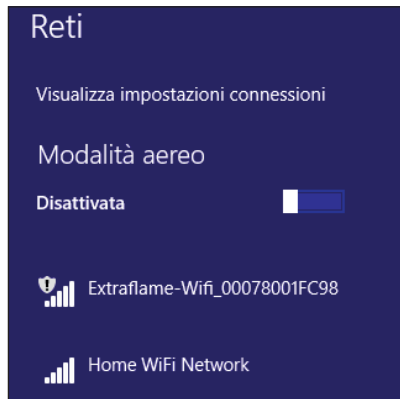 Reti
Visualizza impostazioni connessioni
Modalità aereo
Disattivata
Extraflame-Wifi_00078001FC98
Home WiFi Network